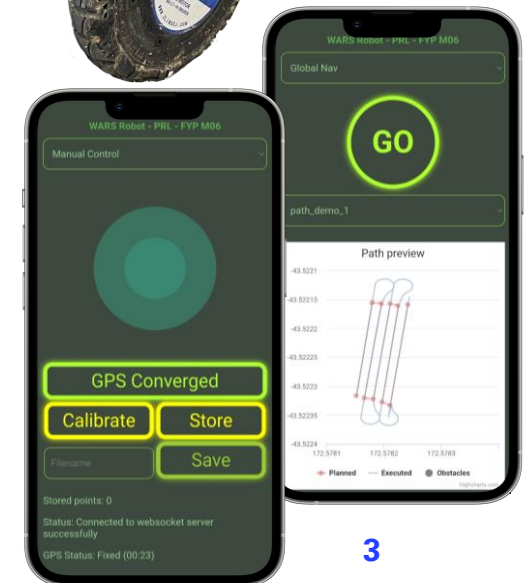 WARS Robot - PRL - FYP M06
Manual Control
GPS Converged
Calibrate
Store
Filename
Save
Stored points: 0
Status: Connected to websocket server
successfully
GPS Status: Fixed (00:23)
WARS Robot - PRL - FYP M06
Global Nav
GO
path_demo_1
Path preview
-43.5221
-43.52215
-43.5222
-43.52225
-43.5223
-43.52235
-43.5224
172.5781
172.5782
172.5783
Planned
Executed
Obstacles
Highcharts.com
3